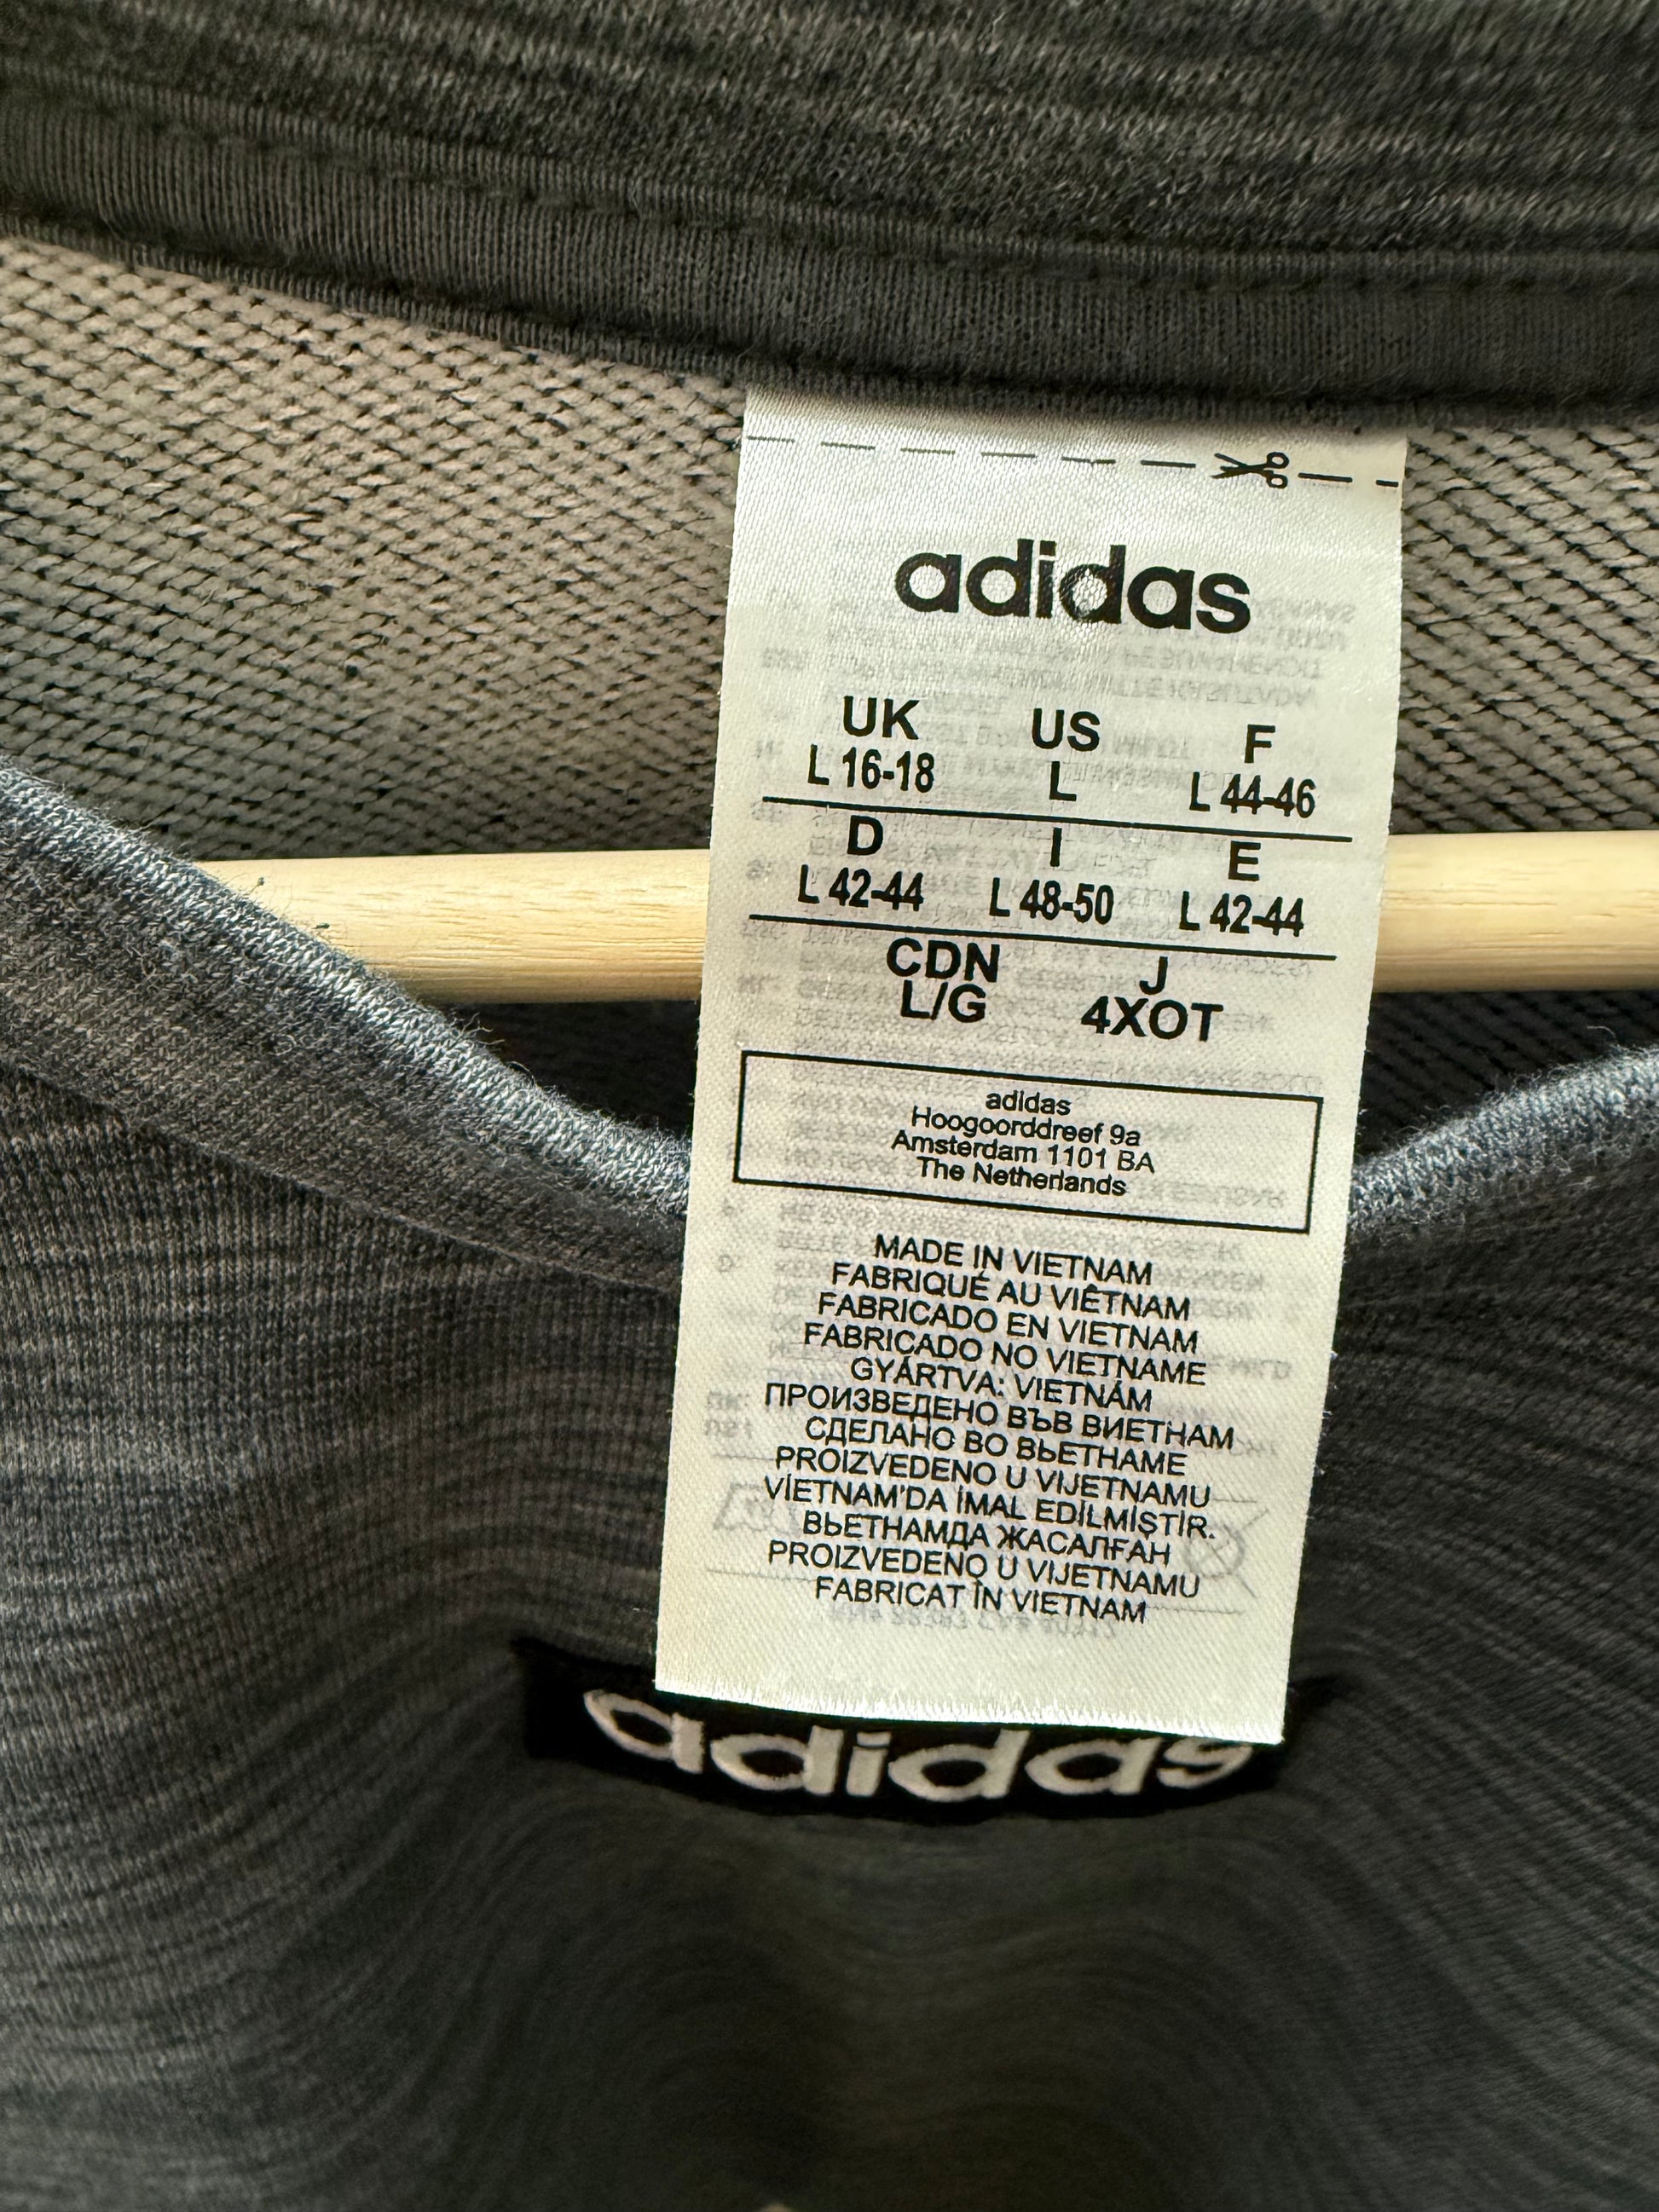 adidas
UK US F
L 16-18 L L 44-46
D I E
L 42-44 L 48-50 L 42-44
CDN J
L/G 4XOT
adidas
Hoogoorddreef 9a
Amsterdam 1101 BA
The Netherlands
MADE IN VIETNAM
FABRIQUÉ AU VIÊTNAM
FABRICADO EN VIETNAM
FABRICADO NO VIETNAME
GYÁRTVA: VIETNÁM
ПРОИЗВЕДЕНО ВЪВ ВИЕТНАМ
СДЕЛАНО ВО ВЬЕТНАМЕ
PROIZVEDENO U VIJETNAMU
VİETNAM'DA İMAL EDİLMİŞTİR.
ВЬЕТНАМДА ЖАСАЛҒАН
PROIZVEDENO U VIJETNAMU
FABRICAT ÎN VIETNAM
adidas